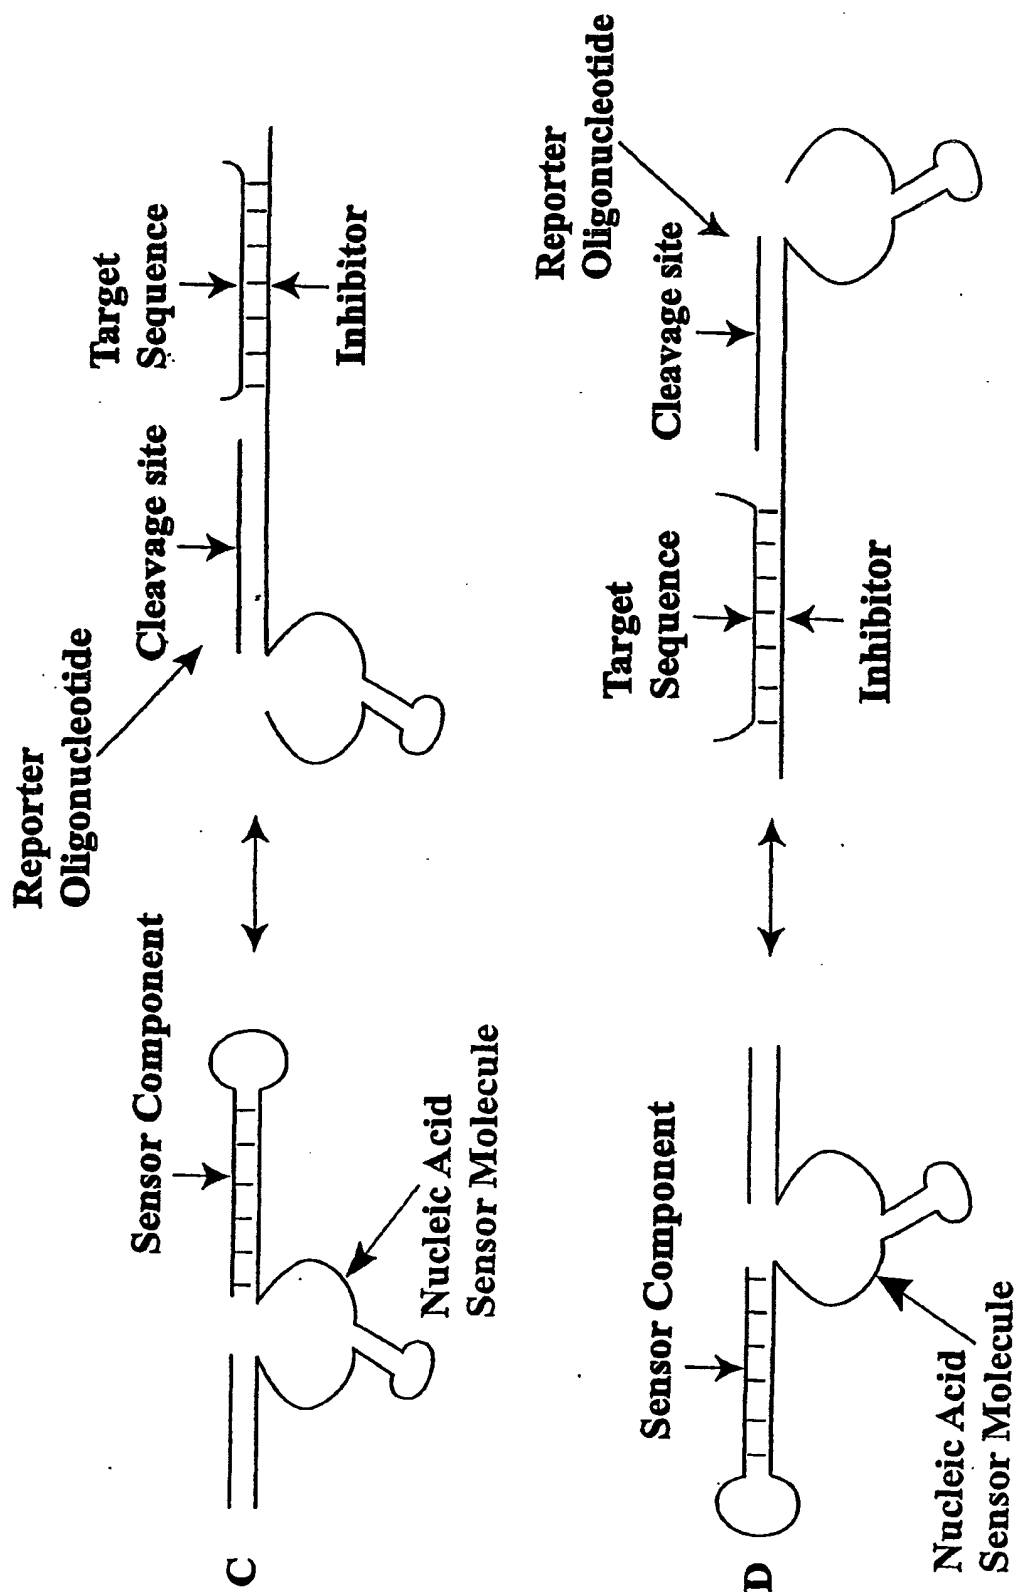 C
Sensor Component
Nucleic Acid
Sensor Molecule
Reporter
Oligonucleotide
Cleavage site
Target
Sequence
Inhibitor
D
Sensor Component
Nucleic Acid
Sensor Molecule
Target
Sequence
Inhibitor
Cleavage site
Reporter
Oligonucleotide